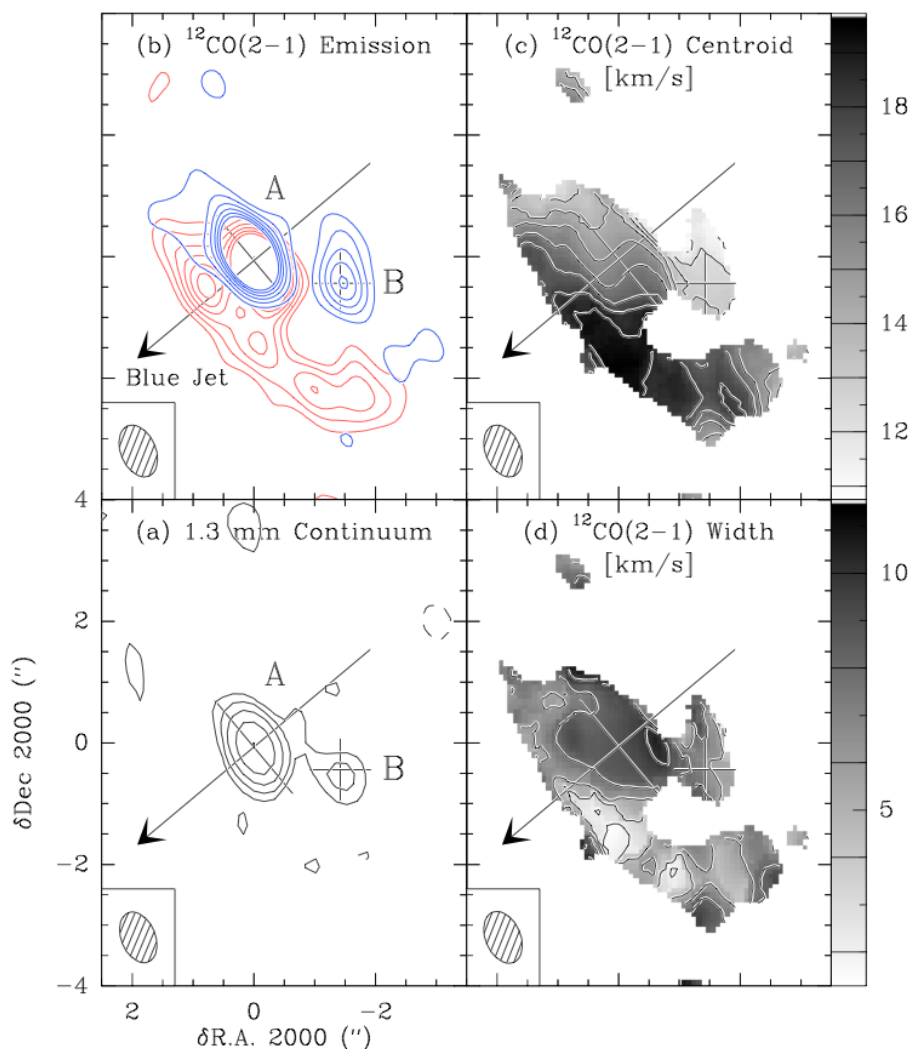 (b) ¹²CO(2−1) Emission
A
B
Blue Jet
(c) ¹²CO(2−1) Centroid
[km/s]
18
16
14
12
4
(a) 1.3 mm Continuum
A
B
2
0
−2
−4
δDec 2000 (")
2
0
−2
δR.A. 2000 (")
(d) ¹²CO(2−1) Width
[km/s]
10
5